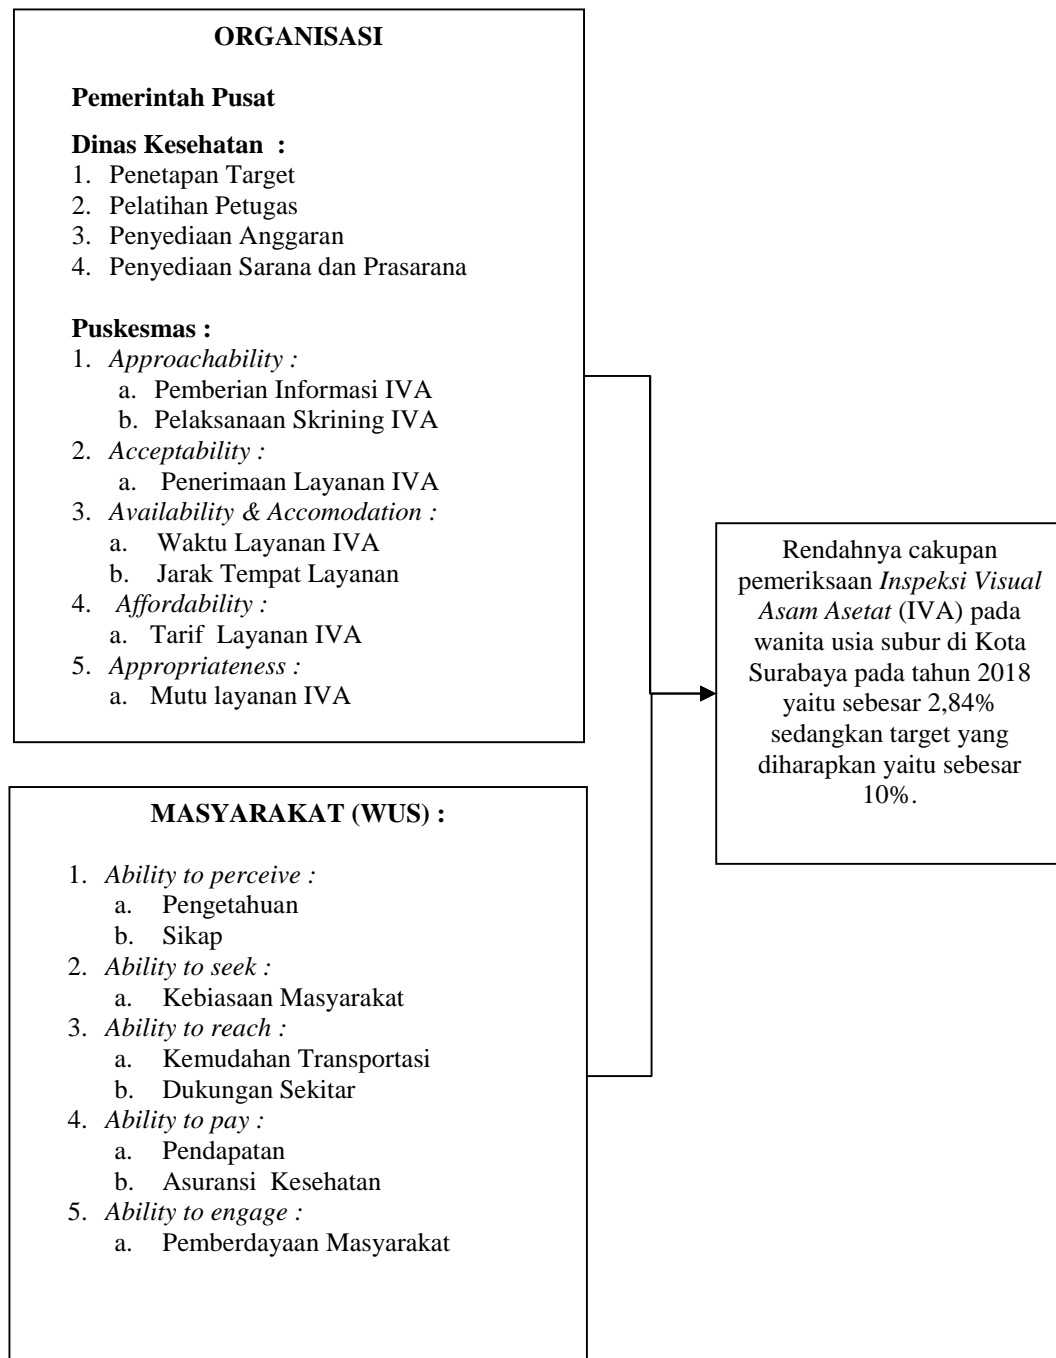 ORGANISASI
Pemerintah Pusat
Dinas Kesehatan :
1. Penetapan Target
2. Pelatihan Petugas
3. Penyediaan Anggaran
4. Penyediaan Sarana dan Prasarana
Puskesmas :
1. Approachability :
a. Pemberian Informasi IVA
b. Pelaksanaan Skrining IVA
2. Acceptability :
a. Penerimaan Layanan IVA
3. Availability & Accomodation :
a. Waktu Layanan IVA
b. Jarak Tempat Layanan
4. Affordability :
a. Tarif Layanan IVA
5. Appropriateness :
a. Mutu layanan IVA
MASYARAKAT (WUS) :
1. Ability to perceive :
a. Pengetahuan
b. Sikap
2. Ability to seek :
a. Kebiasaan Masyarakat
3. Ability to reach :
a. Kemudahan Transportasi
b. Dukungan Sekitar
4. Ability to pay :
a. Pendapatan
b. Asuransi Kesehatan
5. Ability to engage :
a. Pemberdayaan Masyarakat
Rendahnya cakupan
pemeriksaan Inspeksi Visual
Asam Asetat (IVA) pada
wanita usia subur di Kota
Surabaya pada tahun 2018
yaitu sebesar 2,84%
sedangkan target yang
diharapkan yaitu sebesar
10%.